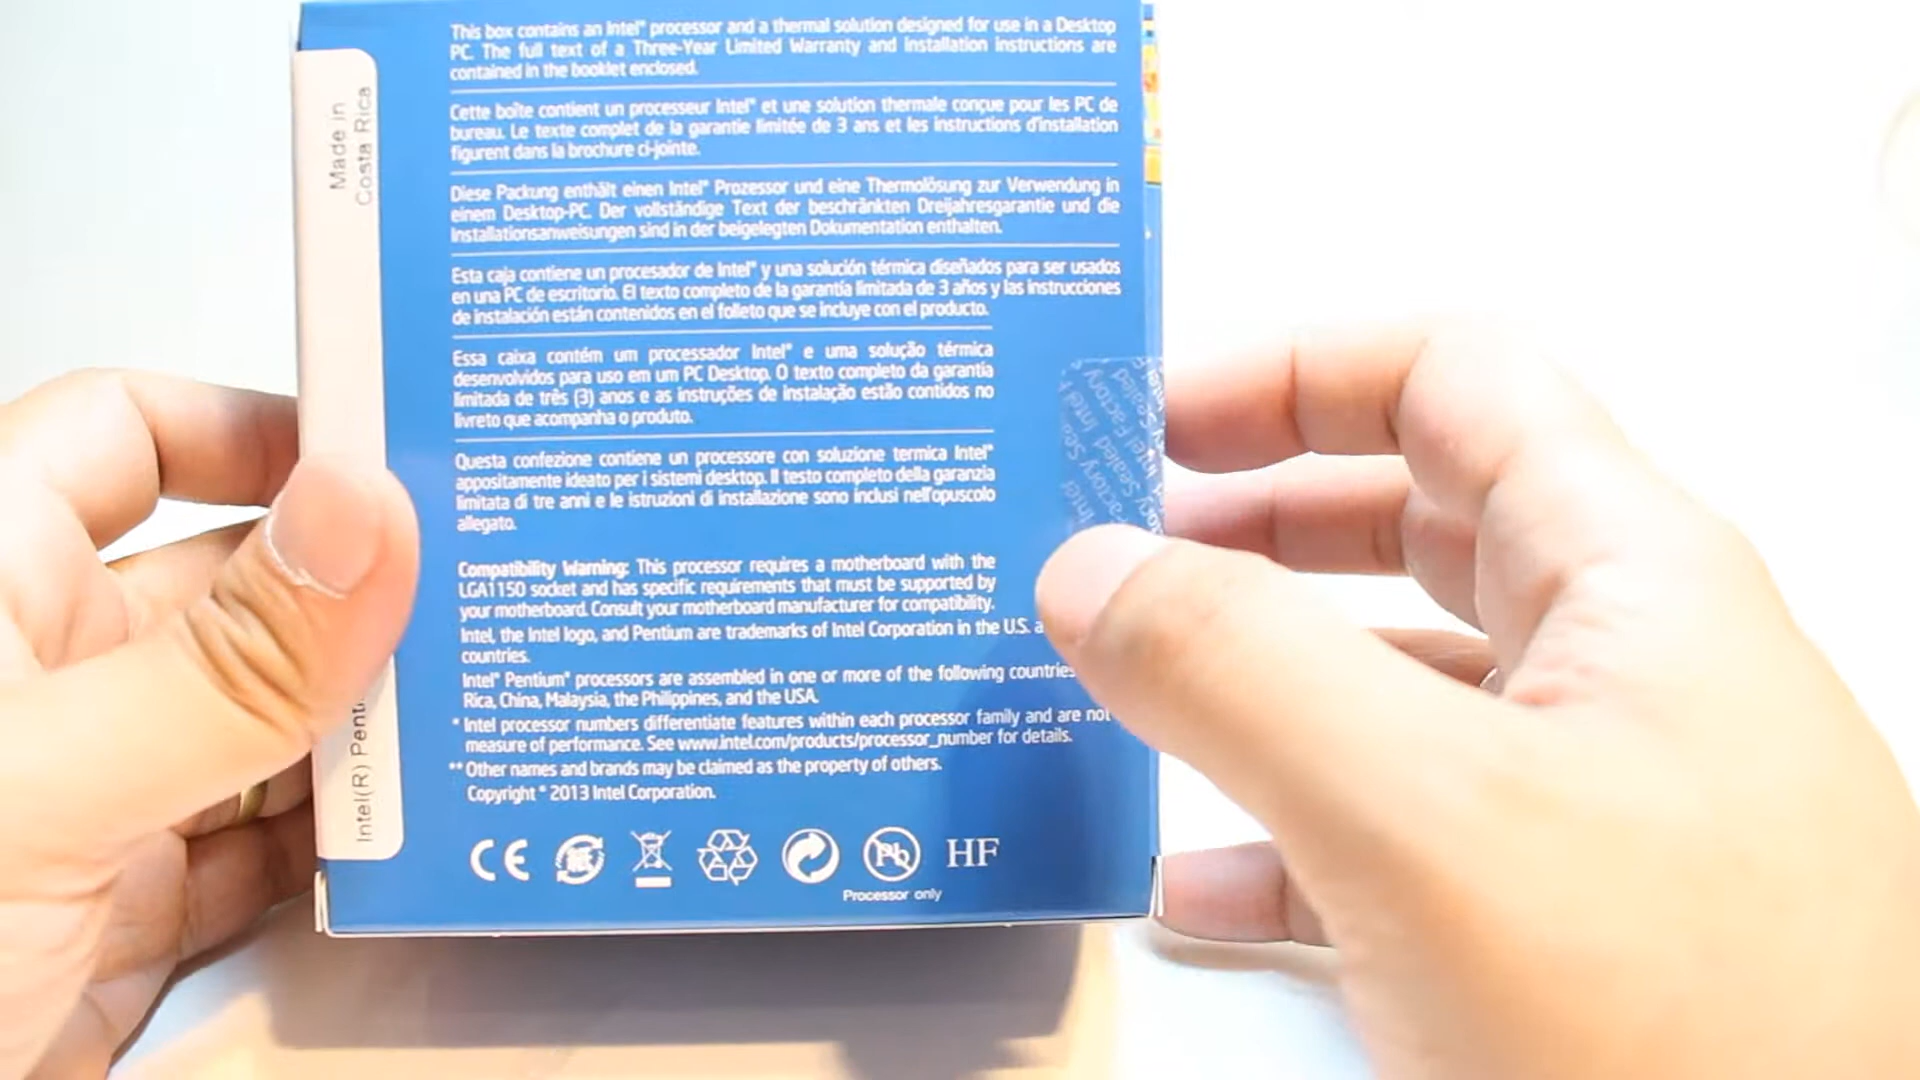 This box contains an Intel® processor and a thermal solution designed for use in a Desktop
PC. The full text of a Three-Year Limited Warranty and installation instructions are
contained in the booklet enclosed.
Cette boîte contient un processeur Intel® et une solution thermale conçue pour les PC de
bureau. Le texte complet de la garantie limitée de 3 ans et les instructions d'installation
figurent dans la brochure ci-jointe.
Diese Packung enthält einen Intel® Prozessor und eine Thermolösung zur Verwendung in
einem Desktop-PC. Der vollständige Text der beschränkten Dreijahresgarantie und die
Installationsanweisungen sind in der beigelegten Dokumentation enthalten.
Esta caja contiene un procesador de Intel® y una solución térmica diseñados para ser usados
en una PC de escritorio. El texto completo de la garantía limitada de 3 años y las instrucciones
de instalación están contenidos en el folleto que se incluye con el producto.
Essa caixa contém um processador Intel® e uma solução térmica
desenvolvidos para uso em um PC Desktop. O texto completo da garantia
limitada de três (3) anos e as instruções de instalação estão contidos no
livreto que acompanha o produto.
Questa confezione contiene un processore con soluzione termica Intel®
appositamente ideato per i sistemi desktop. Il testo completo della garanzia
limitata di tre anni e le istruzioni di installazione sono inclusi nell'opuscolo
allegato.
Compatibility Warning: This processor requires a motherboard with the
LGA1150 socket and has specific requirements that must be supported by
your motherboard. Consult your motherboard manufacturer for compatibility.
Intel, the Intel logo, and Pentium are trademarks of Intel Corporation in the U.S.
countries.
Intel® Pentium® processors are assembled in one or more of the following countries
Rica, China, Malaysia, the Philippines, and the USA.
* Intel processor numbers differentiate features within each processor family and are not
measure of performance. See www.intel.com/products/processor_number for details.
** Other names and brands may be claimed as the property of others.
Copyright © 2013 Intel Corporation.
CE
Pb
HF
Processor only
Made in
Costa Rica
Intel(R) Penti
Factory Sealed
Intel Factory
Sealed